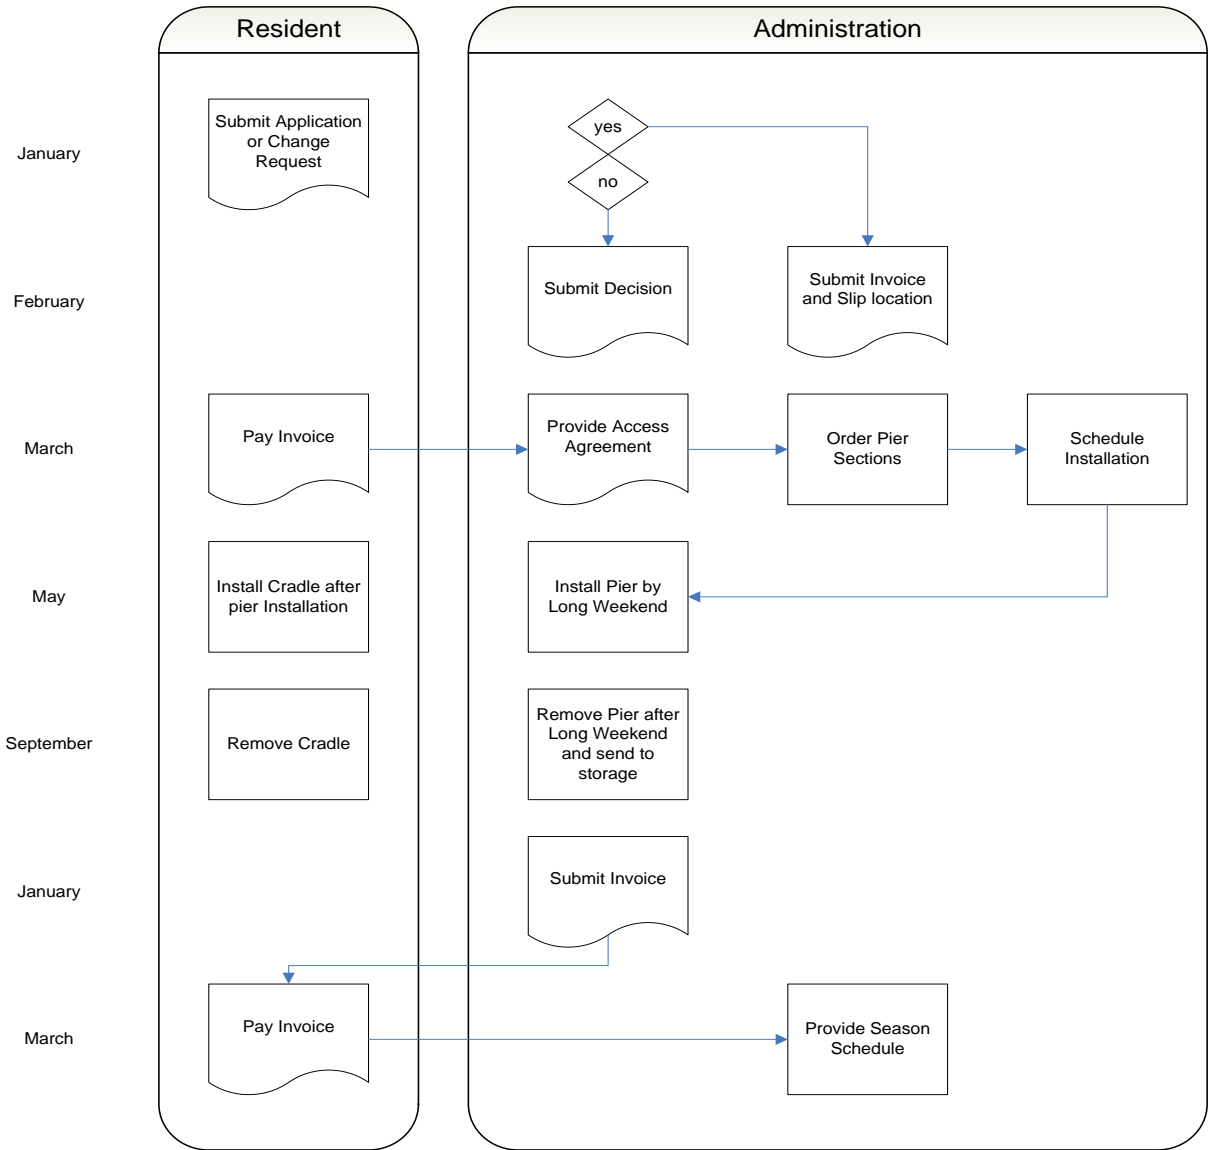 Resident
Administration
January
Submit Application
or Change
Request
yes
no
February
Submit Decision
Submit Invoice
and Slip location
March
Pay Invoice
Provide Access
Agreement
Order Pier
Sections
Schedule
Installation
May
Install Cradle after
pier Installation
Install Pier by
Long Weekend
September
Remove Cradle
Remove Pier after
Long Weekend
and send to
storage
January
Submit Invoice
March
Pay Invoice
Provide Season
Schedule